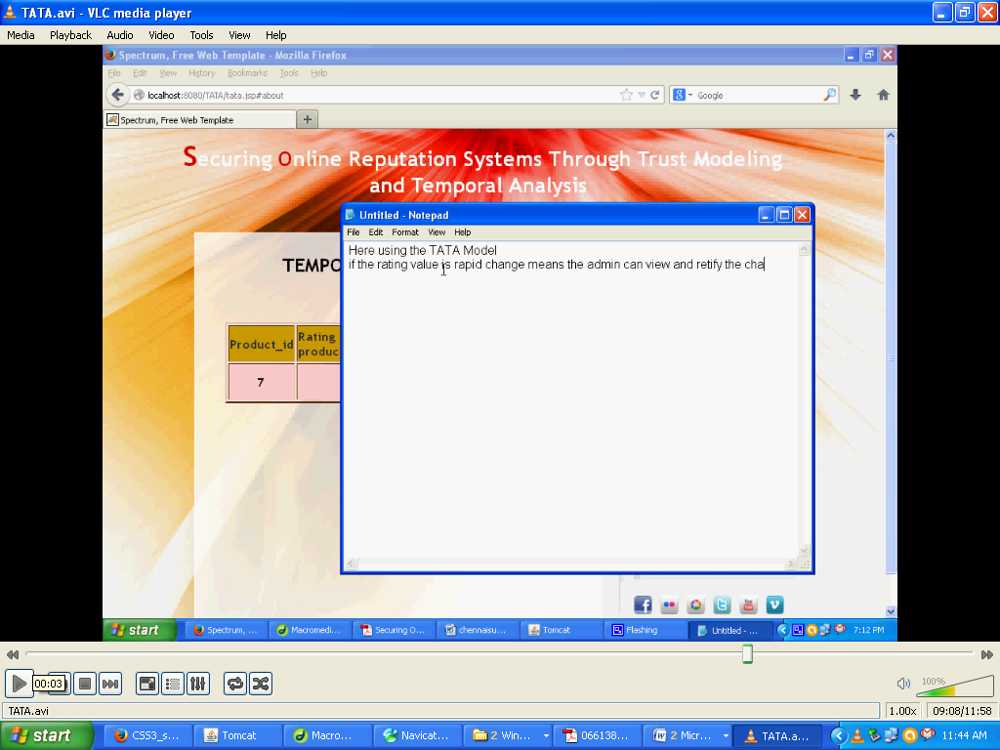 TATA.avi - VLC media player
Media Playback Audio Video Tools View Help
Spectrum, Free Web Template - Mozilla Firefox
File Edit View History Bookmarks Tools Help
localhost:8080/TATA/tata.jsp#about
Google
Spectrum, Free Web Template
Securing Online Reputation Systems Through Trust Modeling
and Temporal Analysis
Untitled - Notepad
File Edit Format View Help
Here using the TATA Model
if the rating value is rapid change means the admin can view and retify the cha
TEMPO
Product_id
Rating
produc
7
start
Spectrum, ...
Macromedi...
Securing O...
chennaisu...
Tomcat
Flashing
Untitled - ...
7:12 PM
00:03
100%
TATA.avi
1.00x
09:08/11:58
start
CSS3_s...
Tomcat
Macro...
Navicat...
2 Win...
066138...
2 Micr...
TATA.a...
11:44 AM